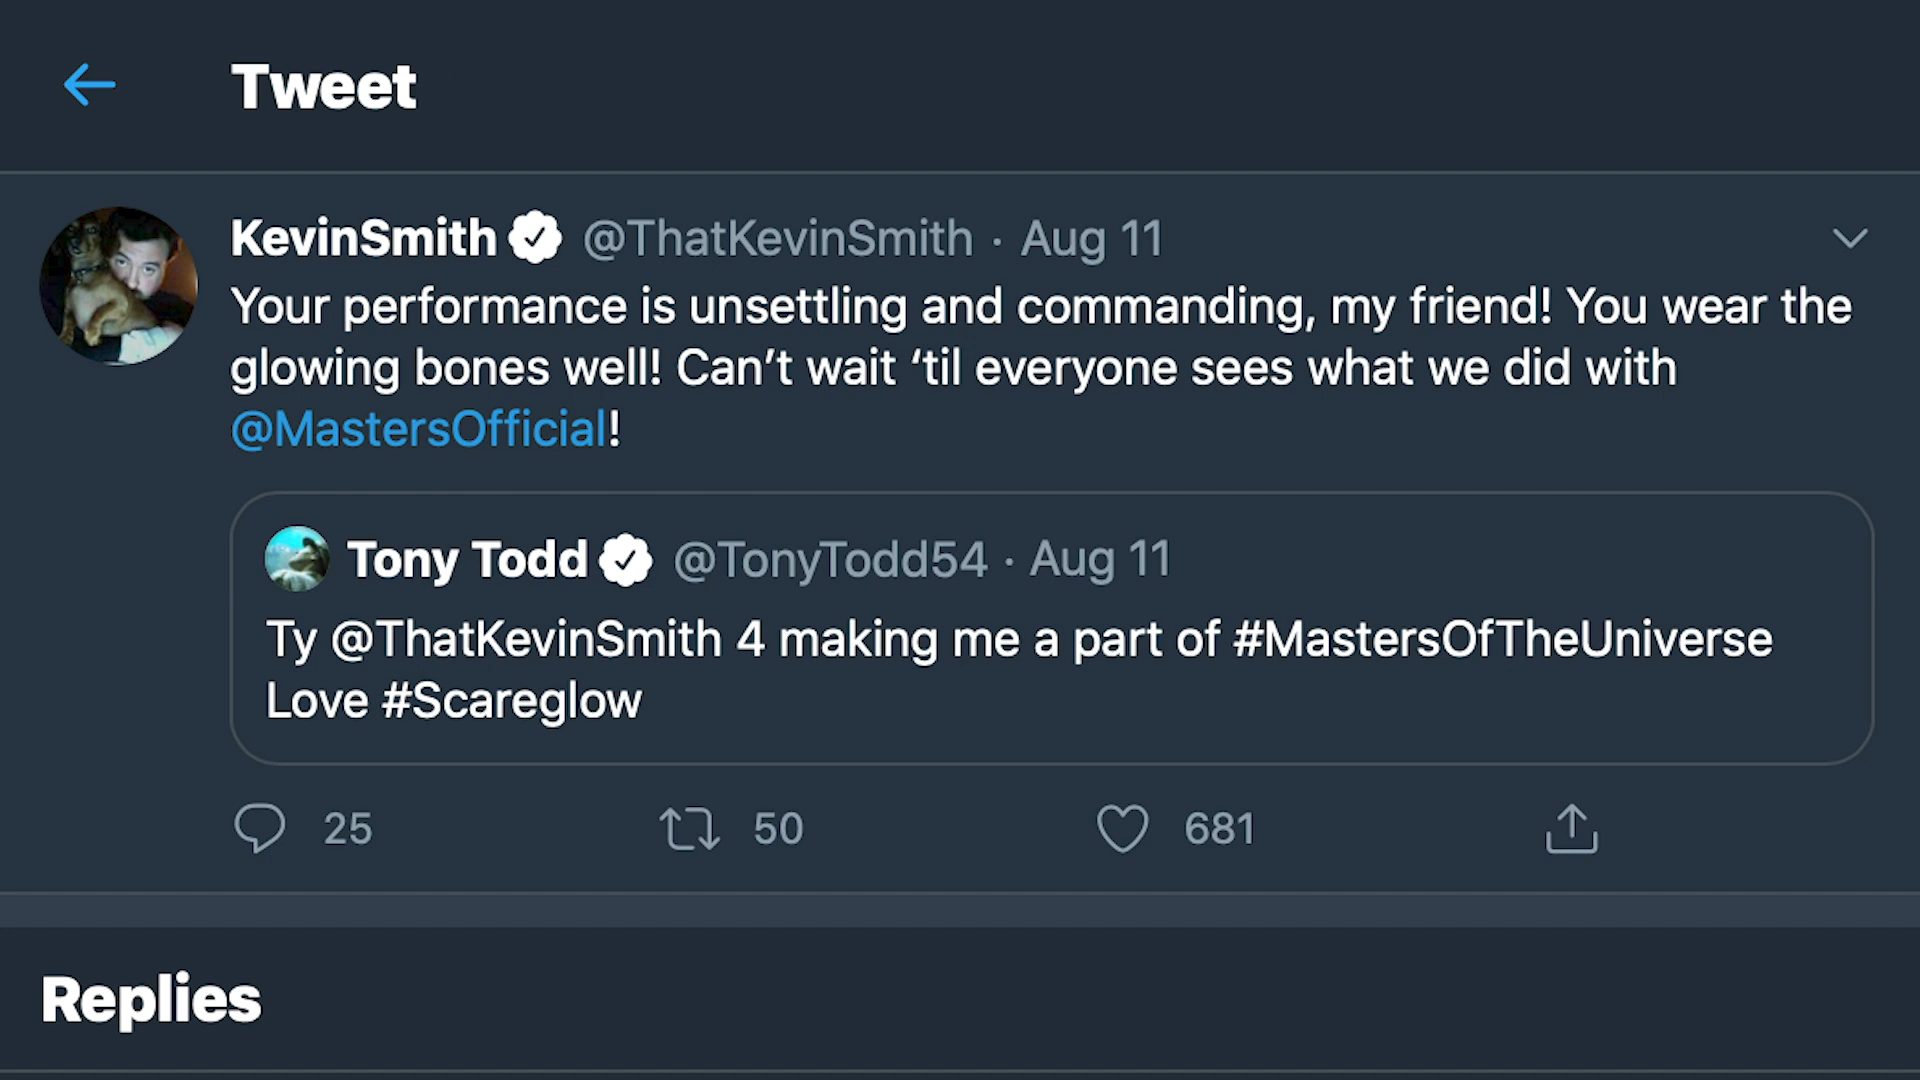 Tweet
KevinSmith @ThatKevinSmith · Aug 11
Your performance is unsettling and commanding, my friend! You wear the
glowing bones well! Can’t wait ‘til everyone sees what we did with
@MastersOfficial!
Tony Todd @TonyTodd54 · Aug 11
Ty @ThatKevinSmith 4 making me a part of #MastersOfTheUniverse
Love #Scareglow
25 50 681
Replies